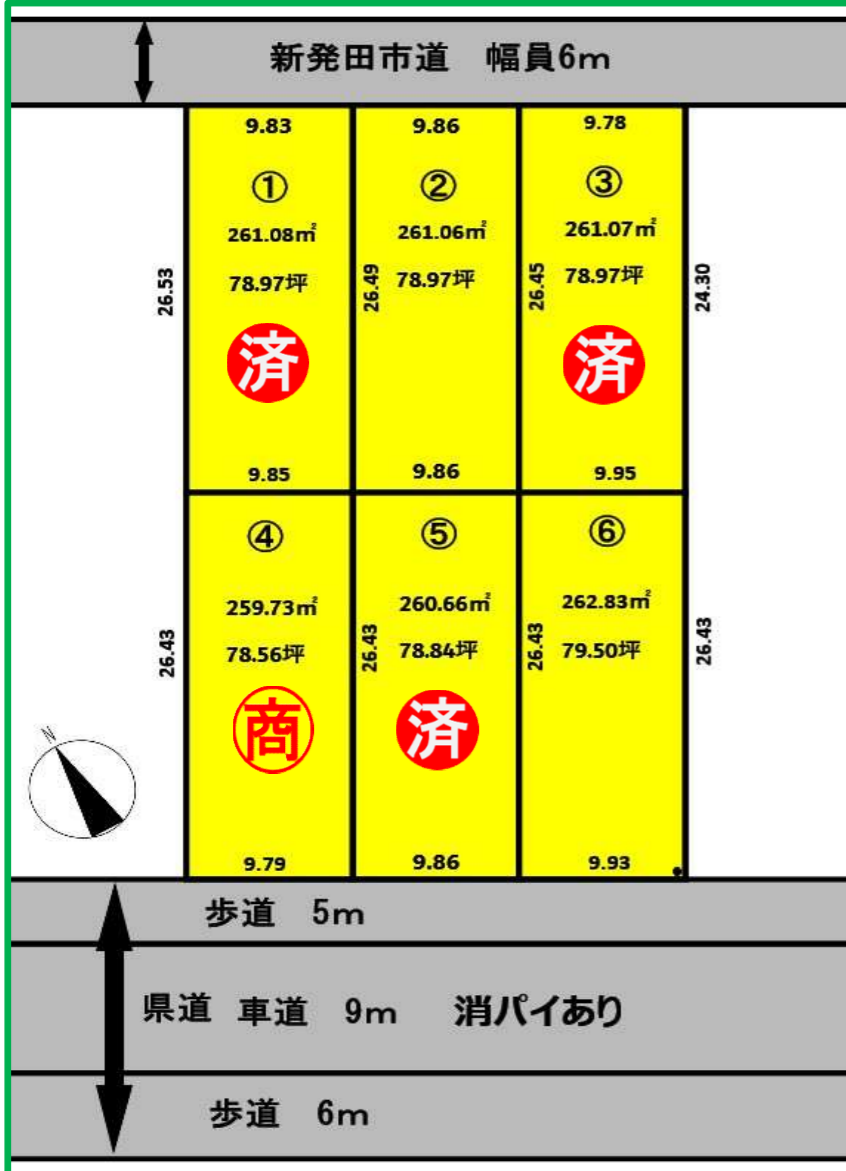 新発田市道 幅員6m
9.83 9.86 9.78
① ② ③
261.08㎡ 261.06㎡ 261.07㎡
78.97坪 78.97坪 78.97坪
26.53 26.49 26.45 24.30
済 済
9.85 9.86 9.95
④ ⑤ ⑥
259.73㎡ 260.66㎡ 262.83㎡
78.56坪 78.84坪 79.50坪
26.43 26.43 26.43 26.43
商 済
N
9.79 9.86 9.93
歩道 5m
県道 車道 9m 消パイあり
歩道 6m